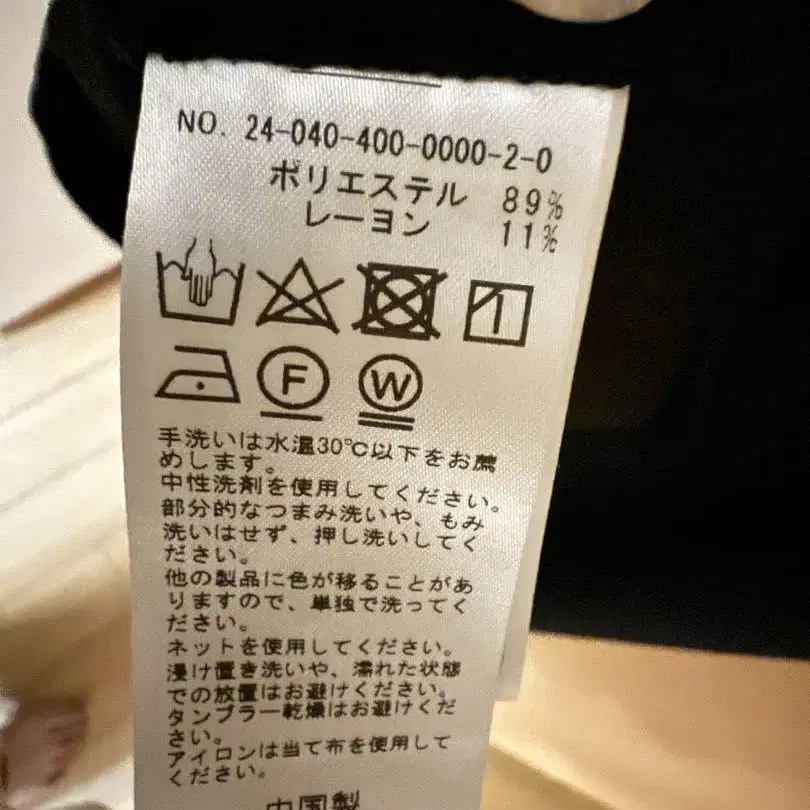 NO. 24-040-400-0000-2-0
ポリエステル 89%
レーヨン 11%
F W
手洗いは水温30℃以下をお薦
めします。
中性洗剤を使用してください。
部分的なつまみ洗いや、もみ
洗いはせず、押し洗いしてく
ださい。
他の製品に色が移ることがあ
りますので、単独で洗ってく
ださい。
ネットを使用してください。
浸け置き洗いや、濡れた状態
での放置はお避けください。
タンブラー乾燥はお避けくだ
さい。
アイロンは当て布を使用して
ください。
中国製